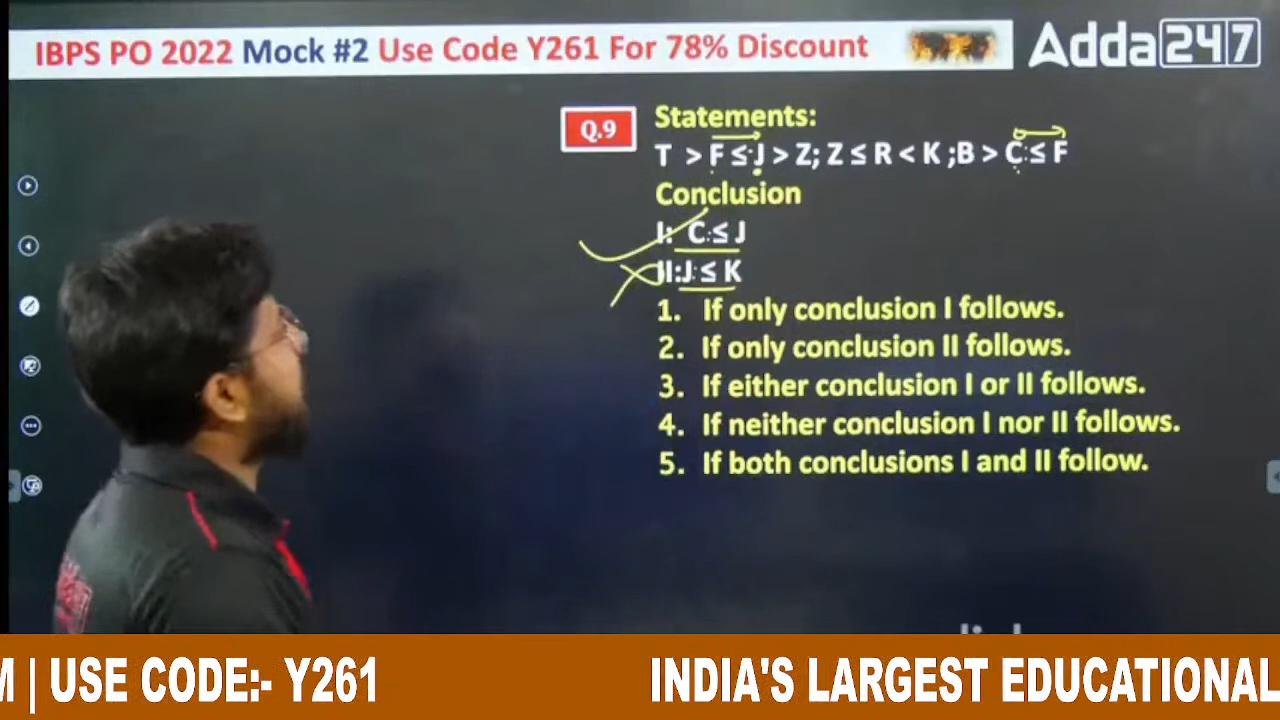 IBPS PO 2022 Mock #2 Use Code Y261 For 78% Discount
Adda247
Q.9
Statements:
T > F ≤ J > Z; Z ≤ R < K ;B > C ≤ F
Conclusion
I: C ≤ J
II:J ≤ K
1. If only conclusion I follows.
2. If only conclusion II follows.
3. If either conclusion I or II follows.
4. If neither conclusion I nor II follows.
5. If both conclusions I and II follow.
M | USE CODE:- Y261 INDIA'S LARGEST EDUCATIONAL